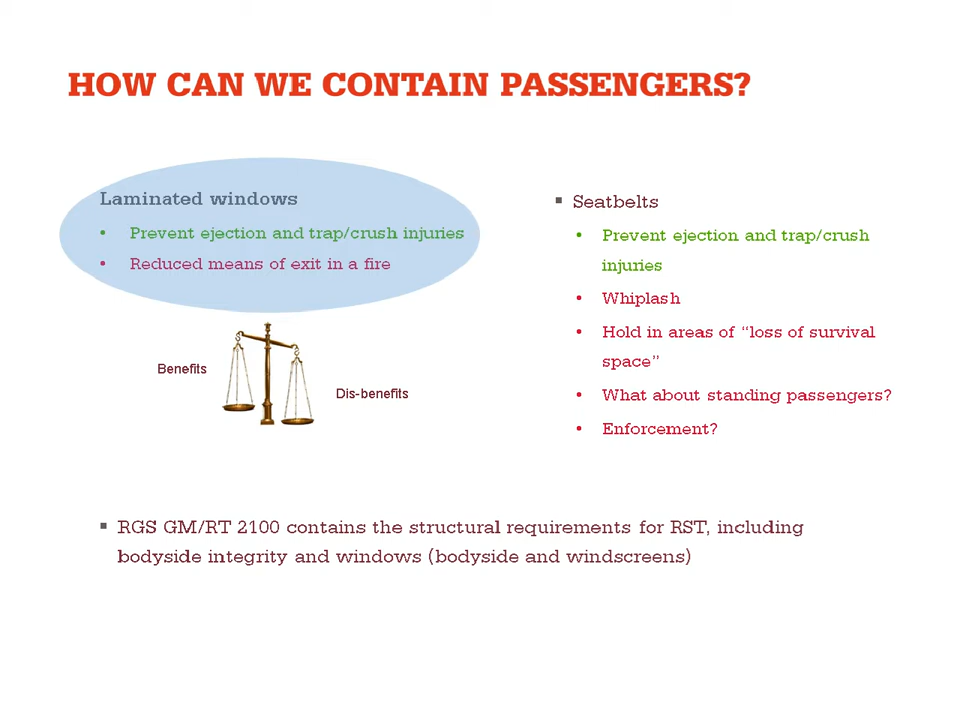 HOW CAN WE CONTAIN PASSENGERS?
Laminated windows
• Prevent ejection and trap/crush injuries
• Reduced means of exit in a fire
Benefits
Dis-benefits
▪ Seatbelts
• Prevent ejection and trap/crush
injuries
• Whiplash
• Hold in areas of “loss of survival
space”
• What about standing passengers?
• Enforcement?
▪ RGS GM/RT 2100 contains the structural requirements for RST, including
bodyside integrity and windows (bodyside and windscreens)